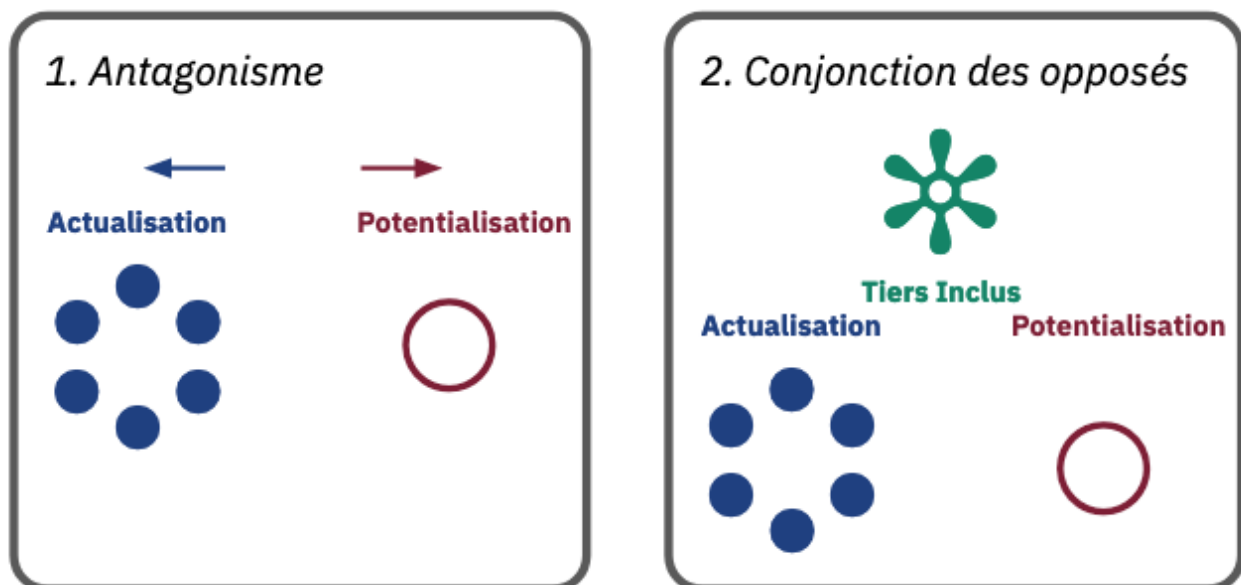 1. Antagonisme
Actualisation
Potentialisation
2. Conjonction des opposés
Tiers Inclus
Actualisation
Potentialisation